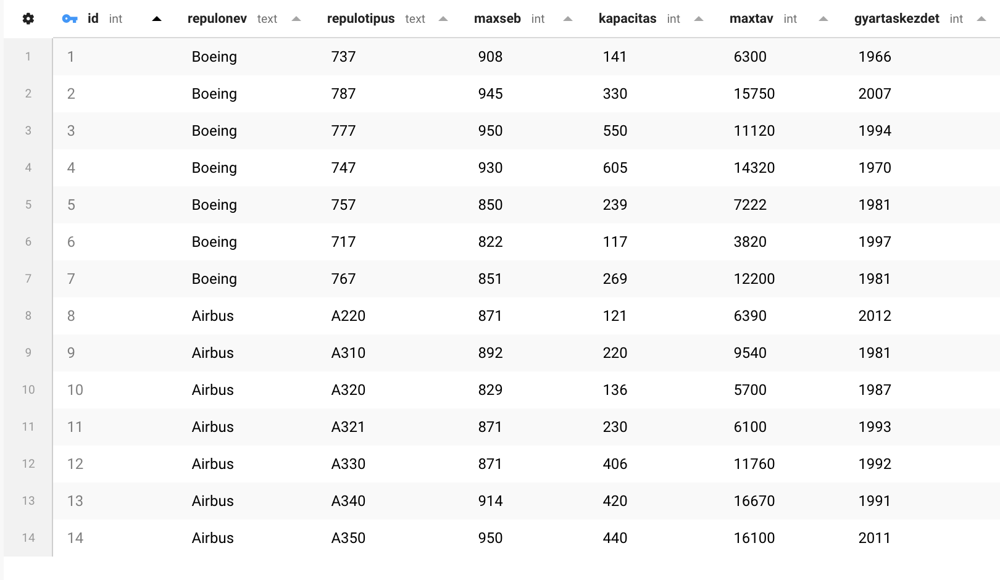 id int repulonev text repulotipus text maxseb int kapacitas int maxtav int gyartaskezdet int
1 1 Boeing 737 908 141 6300 1966
2 2 Boeing 787 945 330 15750 2007
3 3 Boeing 777 950 550 11120 1994
4 4 Boeing 747 930 605 14320 1970
5 5 Boeing 757 850 239 7222 1981
6 6 Boeing 717 822 117 3820 1997
7 7 Boeing 767 851 269 12200 1981
8 8 Airbus A220 871 121 6390 2012
9 9 Airbus A310 892 220 9540 1981
10 10 Airbus A320 829 136 5700 1987
11 11 Airbus A321 871 230 6100 1993
12 12 Airbus A330 871 406 11760 1992
13 13 Airbus A340 914 420 16670 1991
14 14 Airbus A350 950 440 16100 2011